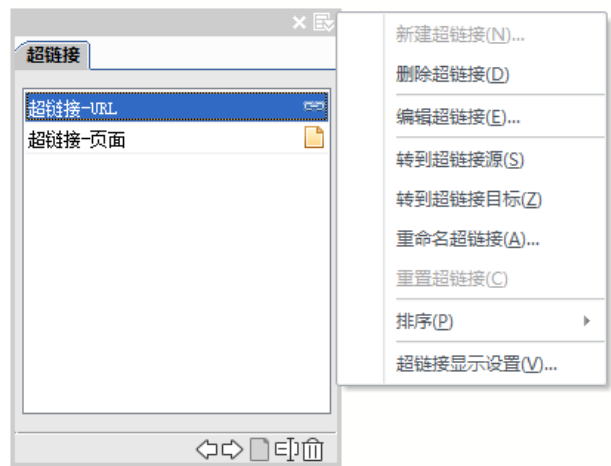 超链接
超链接-URL
超链接-页面
新建超链接(N)...
删除超链接(D)
编辑超链接(E)...
转到超链接源(S)
转到超链接目标(Z)
重命名超链接(A)...
重置超链接(C)
排序(P)
超链接显示设置(V)...